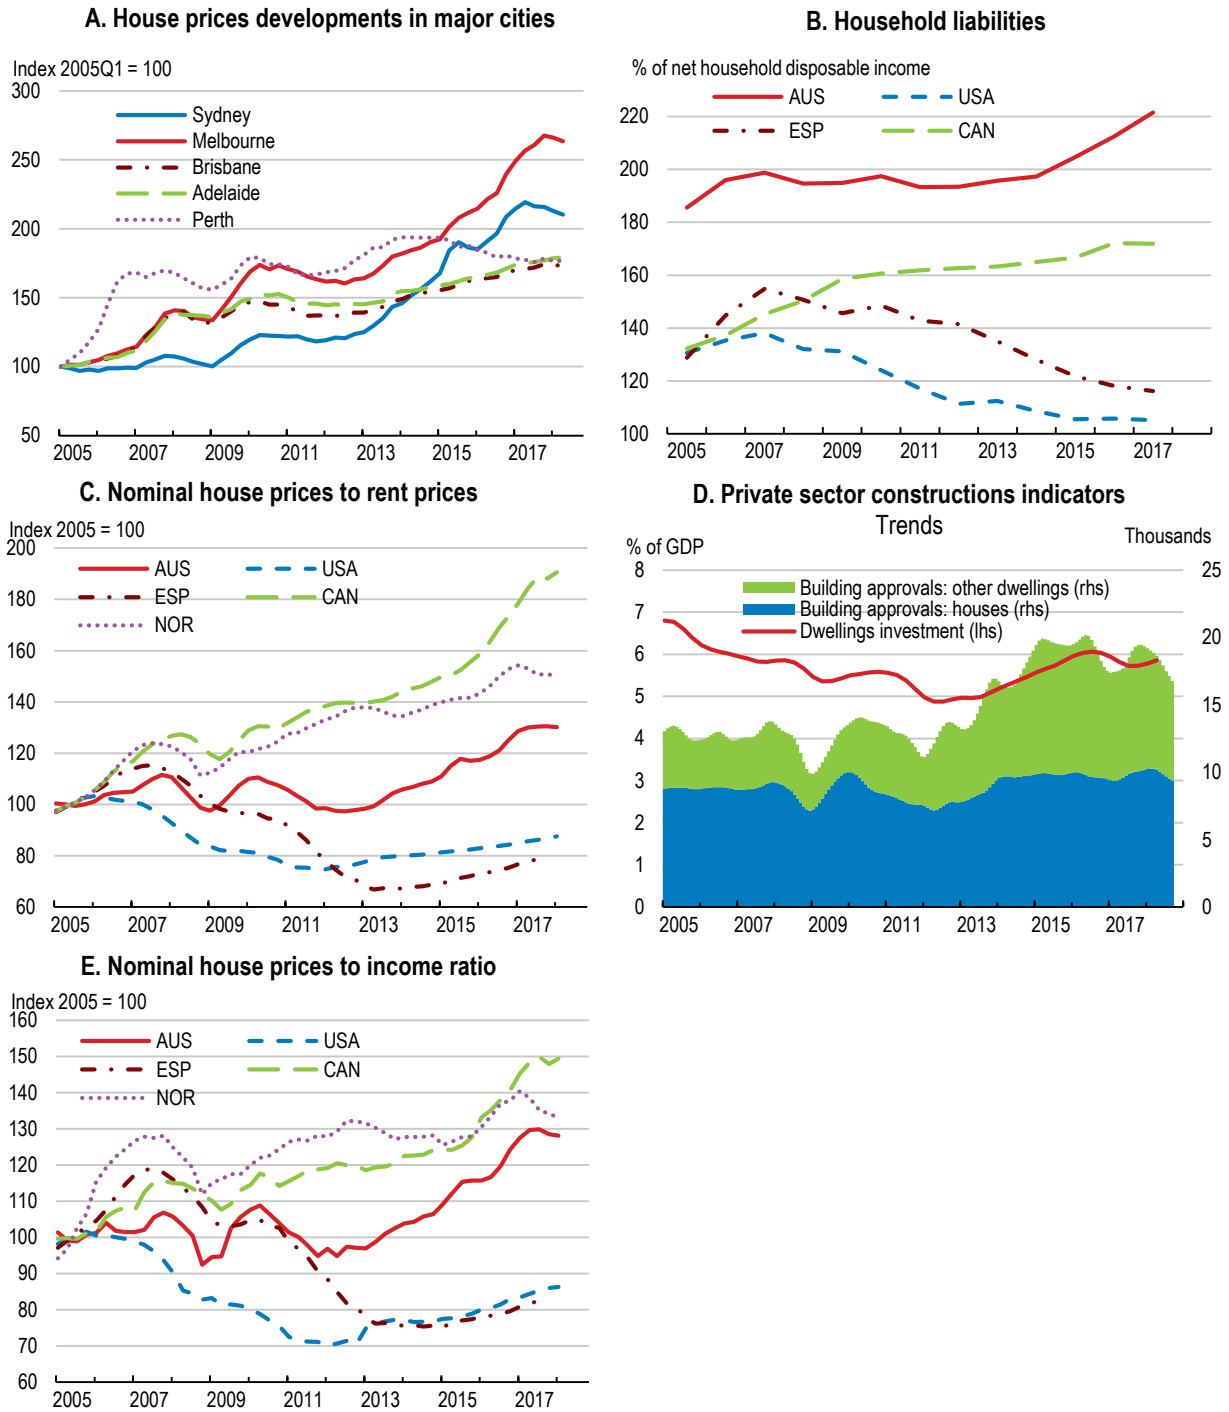 A. House prices developments in major cities
Index 2005Q1 = 100
300
250
200
150
100
50
Sydney
Melbourne
Brisbane
Adelaide
Perth
2005 2007 2009 2011 2013 2015 2017
B. Household liabilities
% of net household disposable income
AUS USA
ESP CAN
220
200
180
160
140
120
100
2005 2007 2009 2011 2013 2015 2017
C. Nominal house prices to rent prices
Index 2005 = 100
200
180
160
140
120
100
80
60
AUS USA
ESP CAN
NOR
2005 2007 2009 2011 2013 2015 2017
D. Private sector constructions indicators
Trends
% of GDP Thousands
8
7
6
5
4
3
2
1
0
25
20
15
10
5
0
Building approvals: other dwellings (rhs)
Building approvals: houses (rhs)
Dwellings investment (lhs)
2005 2007 2009 2011 2013 2015 2017
E. Nominal house prices to income ratio
Index 2005 = 100
160
150
140
130
120
110
100
90
80
70
60
AUS USA
ESP CAN
NOR
2005 2007 2009 2011 2013 2015 2017